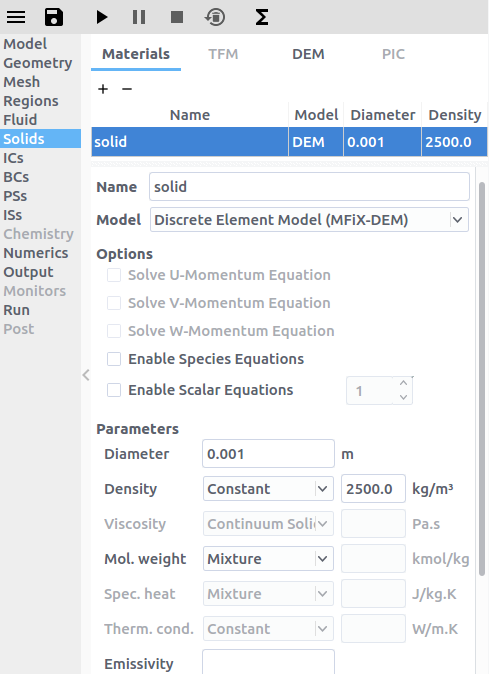 Model
Geometry
Mesh
Regions
Fluid
Solids
ICs
BCs
PSs
ISs
Chemistry
Numerics
Output
Monitors
Run
Post
Materials TFM DEM PIC
Name Model Diameter Density
solid DEM 0.001 2500.0
Name solid
Model Discrete Element Model (MFiX-DEM)
Options
Solve U-Momentum Equation
Solve V-Momentum Equation
Solve W-Momentum Equation
Enable Species Equations
Enable Scalar Equations 1
Parameters
Diameter 0.001 m
Density Constant 2500.0 kg/m³
Viscosity Continuum Soli Pa.s
Mol. weight Mixture kmol/kg
Spec. heat Mixture J/kg.K
Therm. cond. Constant W/m.K
Emissivity